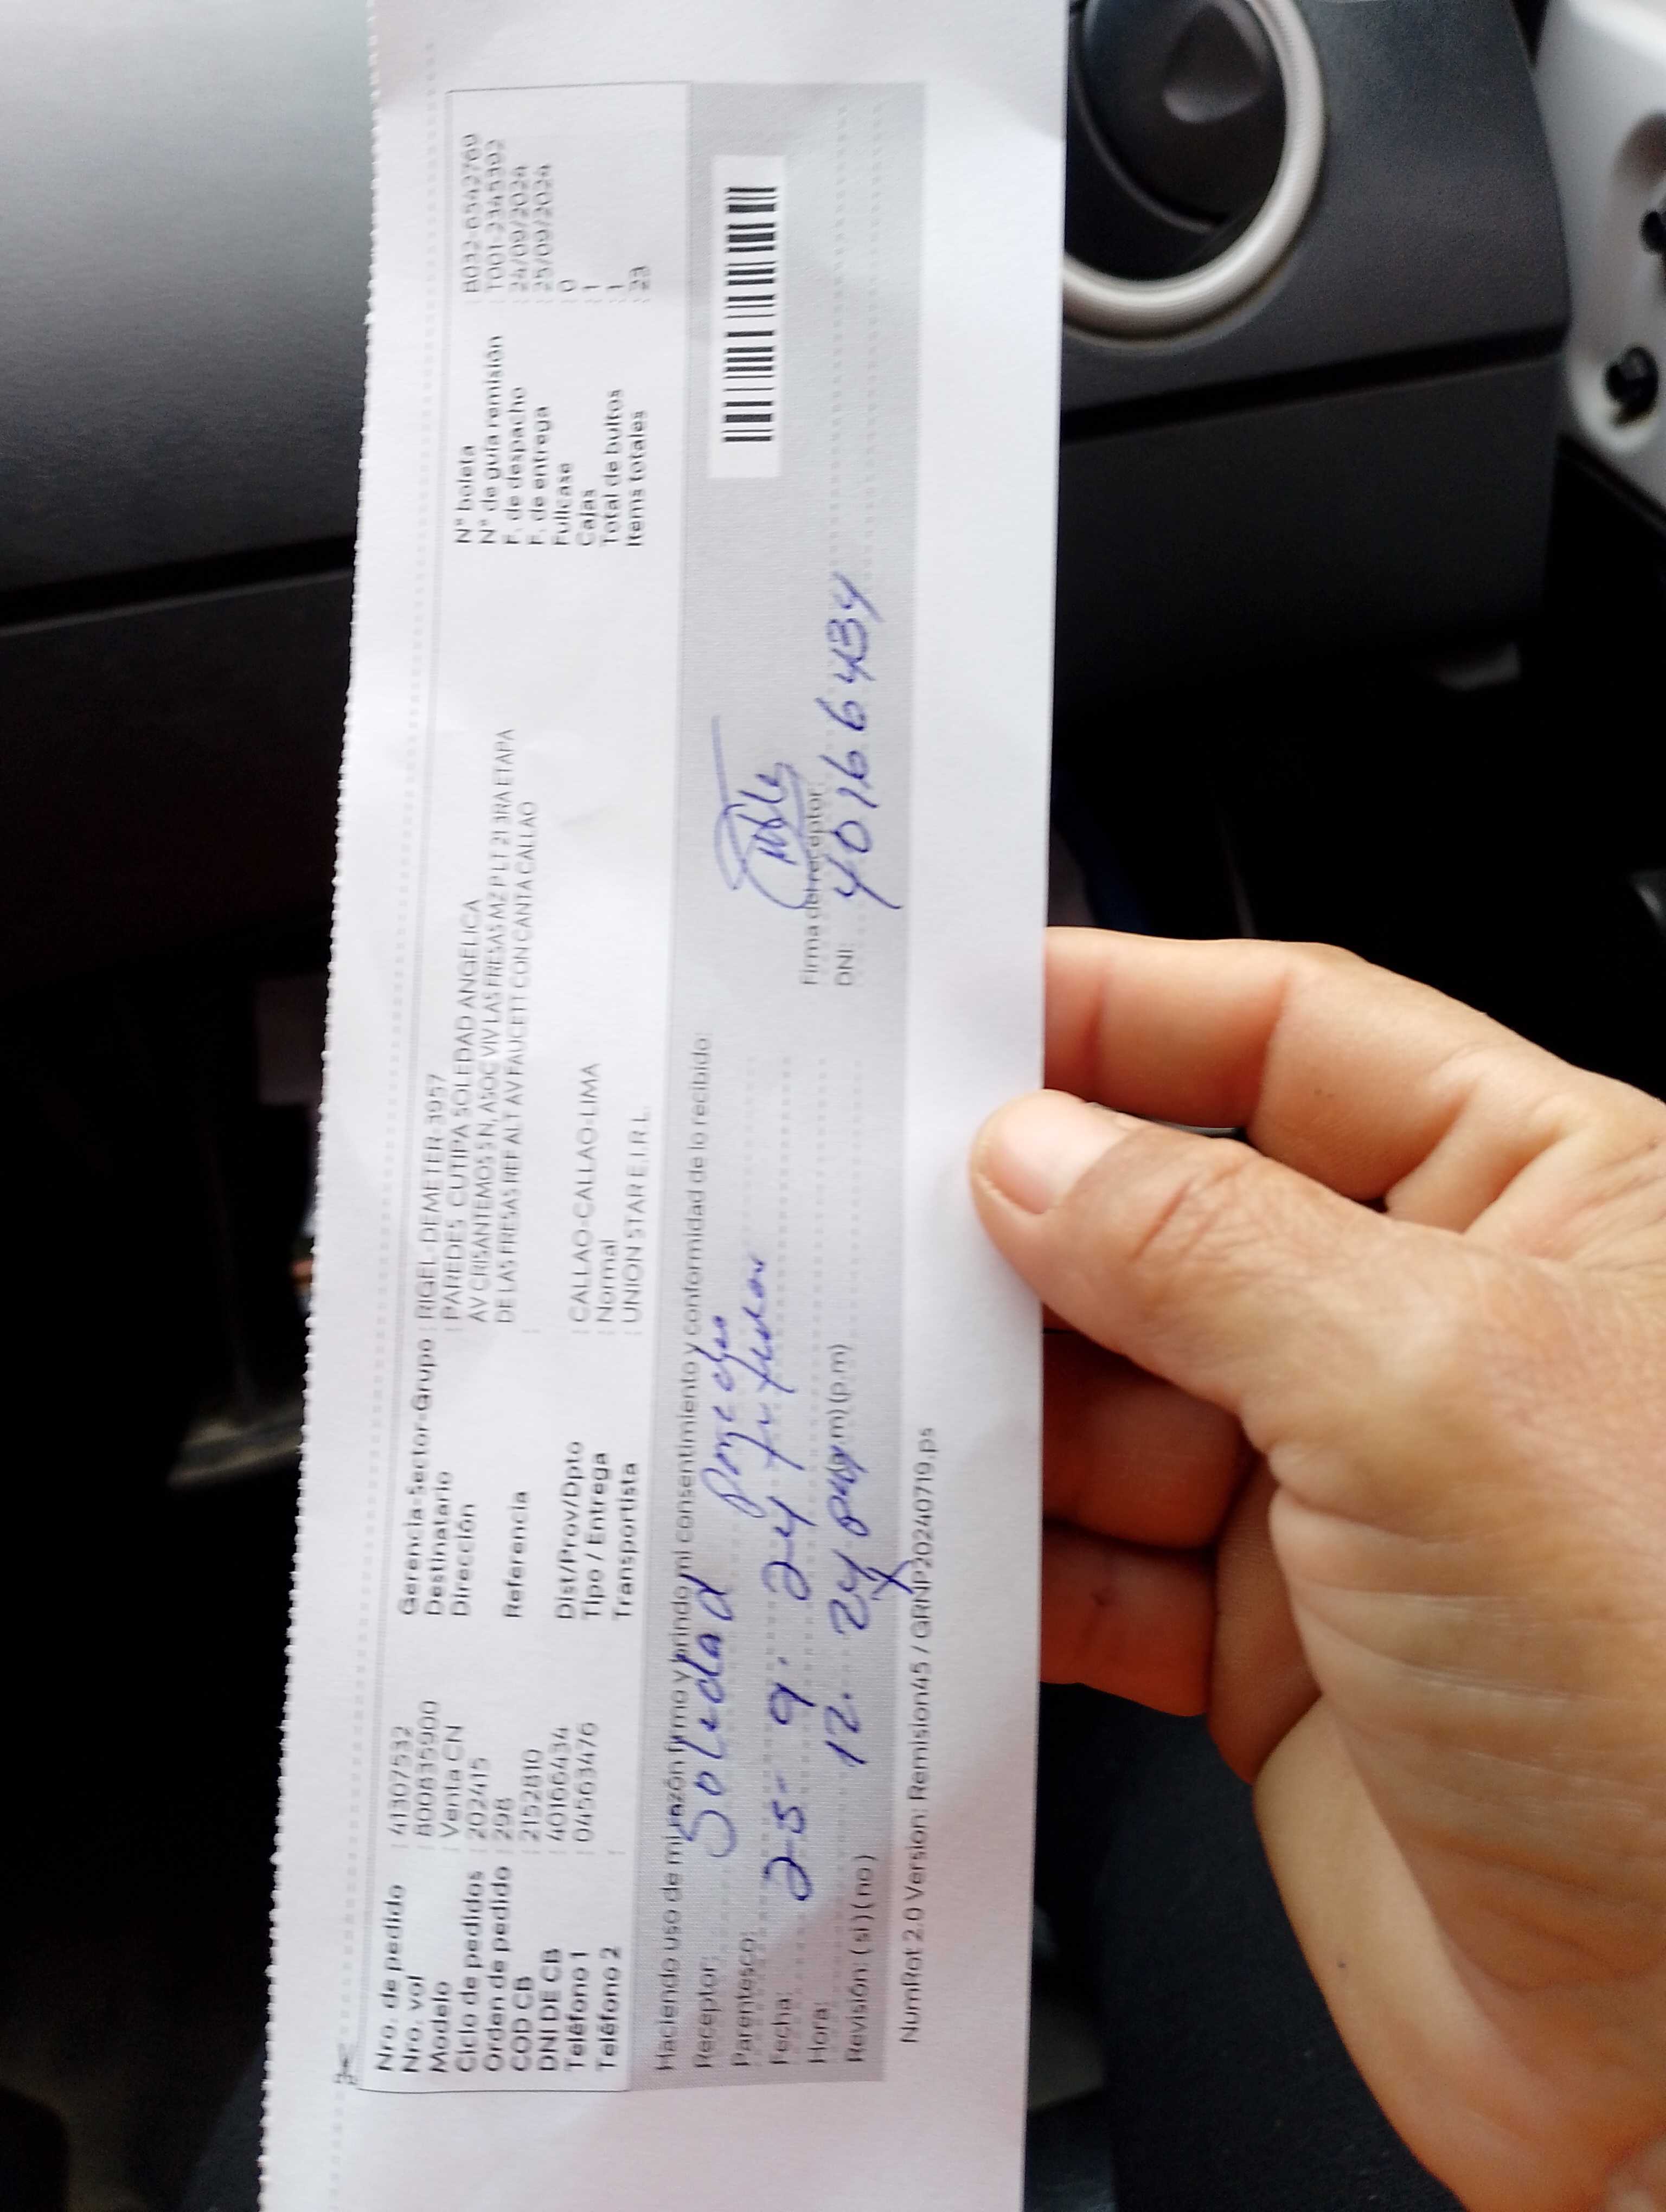 Nro. de pedido : 41307532
Nro. vol : 8000835900
Modelo : Venta CN
Ciclo de pedidos : 202415
Orden de pedido : 298
COD CB : 2152810
DNI DE CB : 40166434
Teléfono 1 : 045563476
Teléfono 2 :
Gerencia-Sector-Grupo : RIGEL-DEMETER-3957
Destinatario : PAREDES CUTIPA SOLEDAD ANGELICA
Dirección AV CRISANTEMOS SN, ASOC VIV LAS FRESAS MZ P LT 21 3RA ETAPA
DE LAS FRESAS REF ALT AV FAUCETT CON CANTA CALLAO
Referencia :
Dist/Prov/Dpto : CALLAO-CALLAO-LIMA
Tipo / Entrega : Normal
Transportista : UNION STAR E.I.R.L.
N° boleta : B032-6542769
N° de guía remisión : T001-2345392
F. de despacho : 24/09/2024
F. de entrega : 25/09/2024
Fullcase : 0
Cajas : 1
Total de bultos : 1
Items totales : 23
Haciendo uso de mi razón firmo y brindo mi consentimiento y conformidad de lo recibido:
Receptor: Soledad Paredes
Parentesco:
Fecha: 25- 9. 24
Hora: 12. 24 (p.m)
Revisión: ( si ) ( no )
Firma del receptor:
DNI: 40166434
NumRot 2.0 Version: Remision45 / GRNP20240719.ps